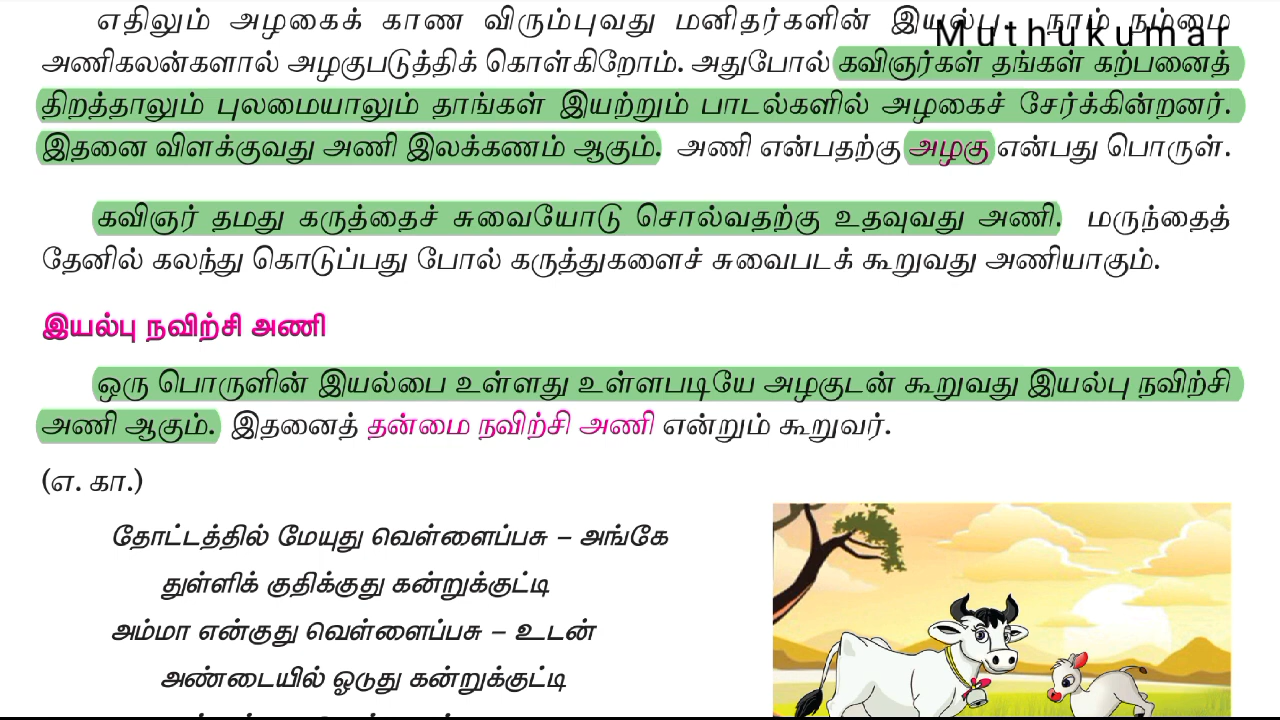 எதிலும் அழகைக் காண விரும்புவது மனிதர்களின் இயல்பு. நாம் நம்மை
Muthukumar
அணிகலன்களால் அழகுபடுத்திக் கொள்கிறோம். அதுபோல் கவிஞர்கள் தங்கள் கற்பனைத்
திறத்தாலும் புலமையாலும் தாங்கள் இயற்றும் பாடல்களில் அழகைச் சேர்க்கின்றனர்.
இதனை விளக்குவது அணி இலக்கணம் ஆகும். அணி என்பதற்கு அழகு என்பது பொருள்.
கவிஞர் தமது கருத்தைச் சுவையோடு சொல்வதற்கு உதவுவது அணி. மருந்தைத்
தேனில் கலந்து கொடுப்பது போல் கருத்துகளைச் சுவைபடக் கூறுவது அணியாகும்.
இயல்பு நவிற்சி அணி
ஒரு பொருளின் இயல்பை உள்ளது உள்ளபடியே அழகுடன் கூறுவது இயல்பு நவிற்சி
அணி ஆகும். இதனைத் தன்மை நவிற்சி அணி என்றும் கூறுவர்.
(எ. கா.)
தோட்டத்தில் மேயுது வெள்ளைப்பசு – அங்கே
துள்ளிக் குதிக்குது கன்றுக்குட்டி
அம்மா என்குது வெள்ளைப்பசு – உடன்
அண்டையில் ஓடுது கன்றுக்குட்டி